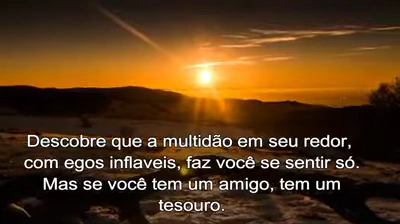 Descobre que a multidão em seu redor,
com egos inflaveis, faz você se sentir só.
Mas se você tem um amigo, tem um
tesouro.